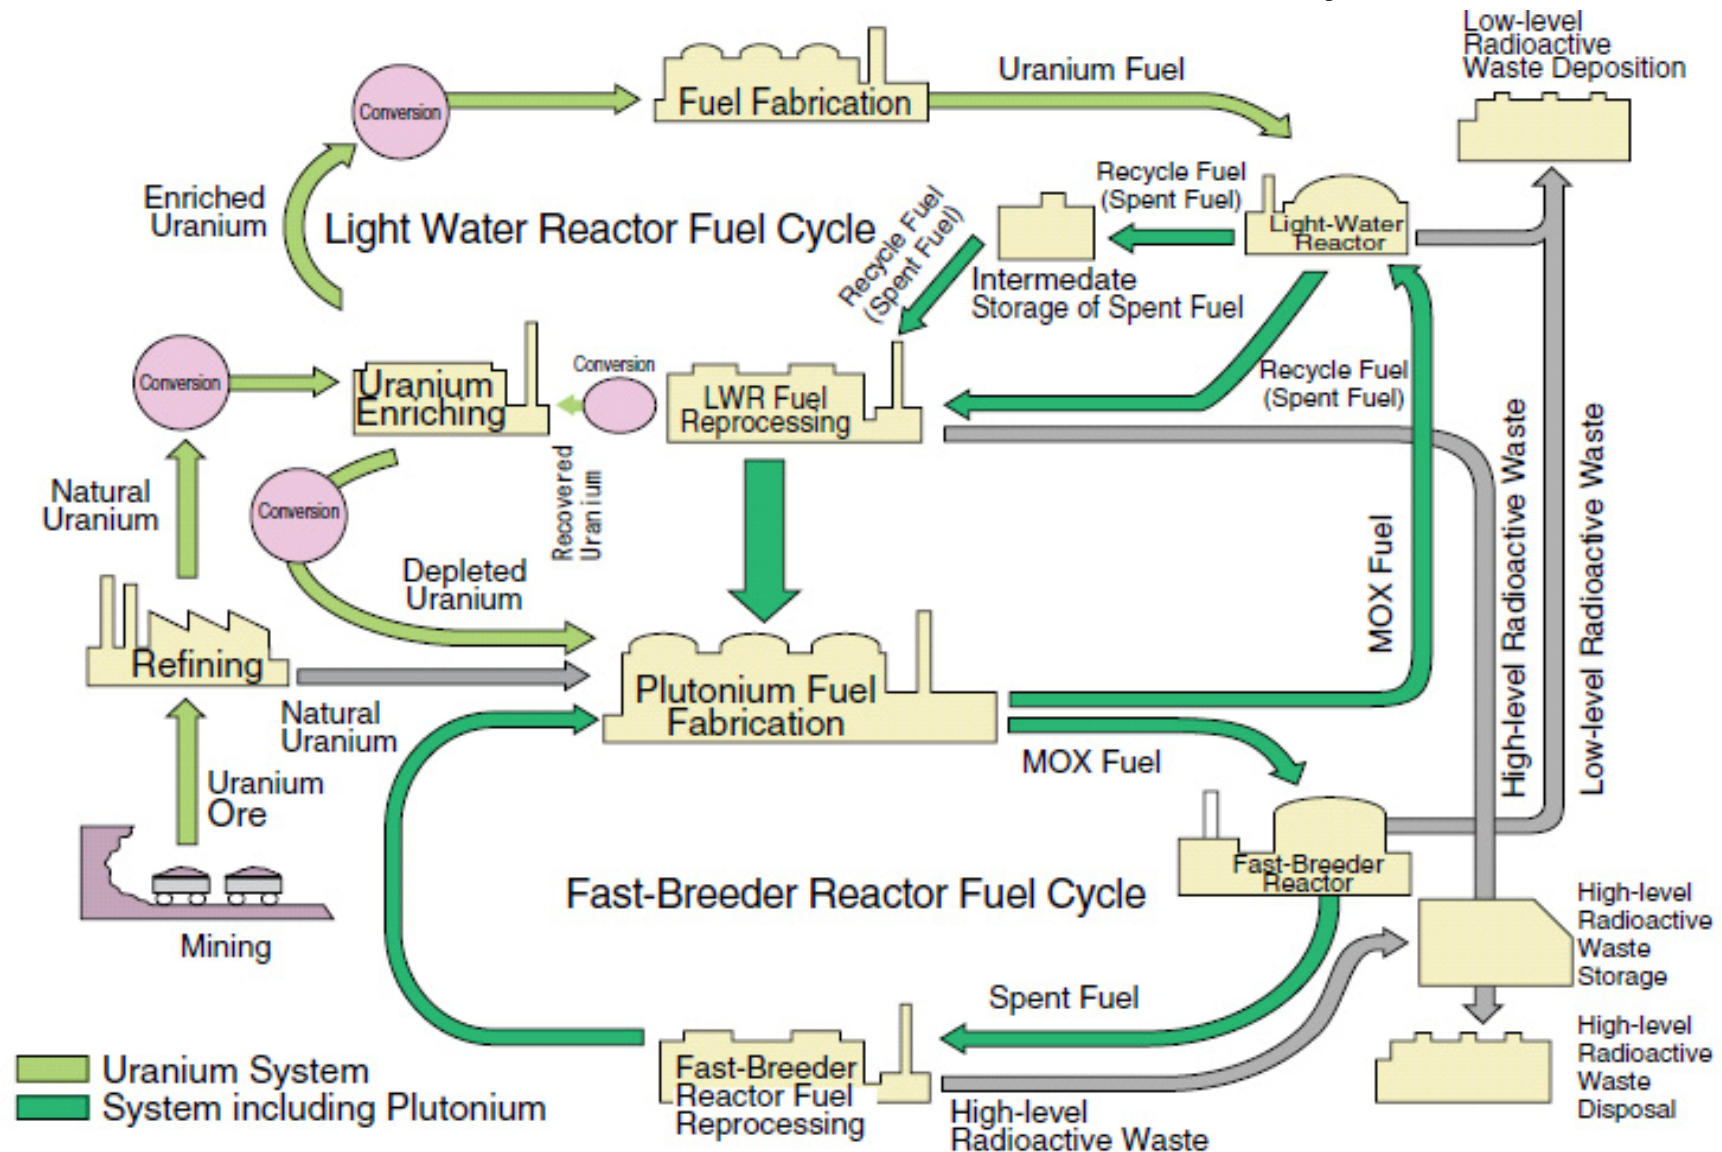 Low-level
Radioactive
Waste Deposition
Uranium Fuel
Conversion
Fuel Fabrication
Recycle Fuel
(Spent Fuel)
Enriched
Uranium
Light Water Reactor Fuel Cycle
Recycle Fuel
(Spent Fuel)
Light-Water
Reactor
Intermedate
Storage of Spent Fuel
Conversion
Uranium
Enriching
Conversion
LWR Fuel
Reprocessing
Recycle Fuel
(Spent Fuel)
Natural
Uranium
Conversion
Recovered
Uranium
Depleted
Uranium
MOX Fuel
High-level Radioactive Waste
Low-level Radioactive Waste
Refining
Natural
Uranium
Plutonium Fuel
Fabrication
MOX Fuel
Uranium
Ore
Mining
Fast-Breeder Reactor Fuel Cycle
Fast-Breeder
Reactor
High-level
Radioactive
Waste
Storage
Spent Fuel
High-level
Radioactive
Waste
Disposal
Uranium System
System including Plutonium
Fast-Breeder
Reactor Fuel
Reprocessing
High-level
Radioactive Waste